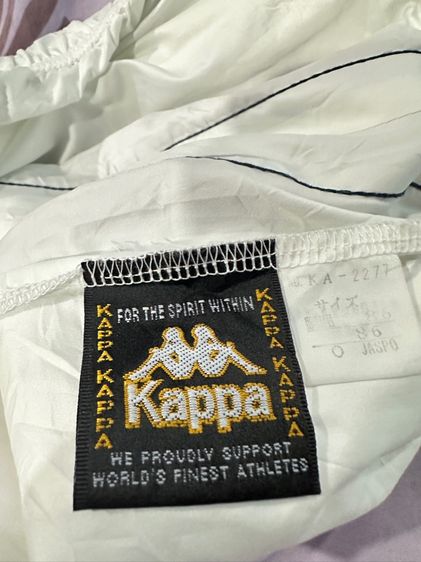 FOR THE SPIRIT WITHIN
KAPPA KAPPA
Kappa
KAPPA KAPPA
WE PROUDLY SUPPORT
WORLD'S FINEST ATHLETES
KA-2277
サイズ
86
O JASPO